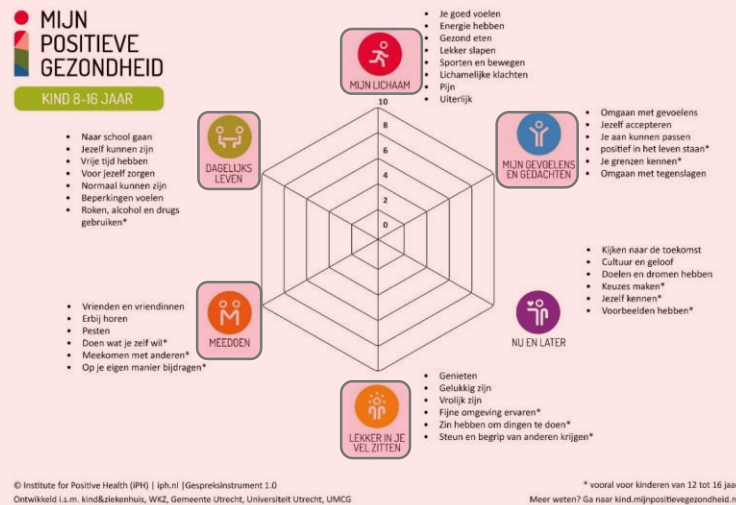 MIJN
POSITIEVE
GEZONDHEID
KIND 8-16 JAAR
MIJN LICHAAM
• Je goed voelen
• Energie hebben
• Gezond eten
• Lekker slapen
• Sporten en bewegen
• Lichamelijke klachten
• Pijn
• Uiterlijk
10
8
6
4
2
0
MIJN GEVOELENS
EN GEDACHTEN
• Omgaan met gevoelens
• Jezelf accepteren
• Je aan kunnen passen
• positief in het leven staan*
• Je grenzen kennen*
• Omgaan met tegenslagen
DAGELIJKS
LEVEN
• Naar school gaan
• Jezelf kunnen zijn
• Vrije tijd hebben
• Voor jezelf zorgen
• Normaal kunnen zijn
• Beperkingen voelen
• Roken, alcohol en drugs
gebruiken*
NU EN LATER
• Kijken naar de toekomst
• Cultuur en geloof
• Doelen en dromen hebben
• Keuzes maken*
• Jezelf kennen*
• Voorbeelden hebben*
MEEDOEN
• Vrienden en vriendinnen
• Erbij horen
• Pesten
• Doen wat je zelf wil*
• Meekomen met anderen*
• Op je eigen manier bijdragen*
LEKKER IN JE
VEL ZITTEN
• Genieten
• Gelukkig zijn
• Vrolijk zijn
• Fijne omgeving ervaren*
• Zin hebben om dingen te doen*
• Steun en begrip van anderen krijgen*
© Institute for Positive Health (iPH) | iph.nl |Gespreksinstrument 1.0
Ontwikkeld i.s.m. kind&ziekenhuis, WKZ, Gemeente Utrecht, Universiteit Utrecht, UMCG
* vooral voor kinderen van 12 tot 16 jaar
Meer weten? Ga naar kind.mijnpositievegezondheid.n